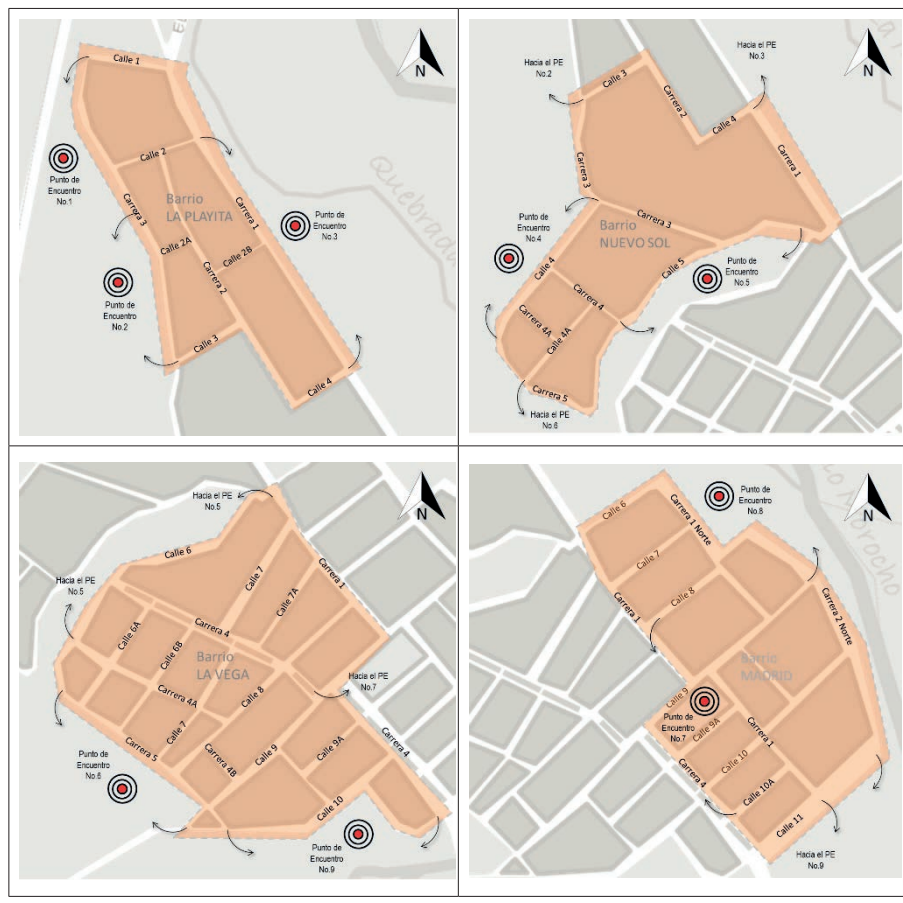 Calle 1
Calle 2
Punto de
Encuentro
No.1
Barrio
LA PLAYITA
Carrera 3
Carrera 1
Punto de
Encuentro
No.3
Quebrada
Calle 2A
Calle 2B
Carrera 2
Punto de
Encuentro
No.2
Calle 3
Calle 4
N
Hacia el PE
No.2
Hacia el PE
No.3
Calle 3
Carrera 2
Calle 4
Carrera 1
Carrera 3
Punto de
Encuentro
No.4
Carrera 3
Barrio
NUEVO SOL
Calle 4
Calle 5
Punto de
Encuentro
No.5
Carrera 4
Carrera 4A
Calle 4A
Carrera 5
Hacia el PE
No.6
N
Hacia el PE
No.5
Calle 6
Calle 7
Carrera 1
Hacia el PE
No.5
Calle 7A
Calle 6A
Calle 6B
Carrera 4
Barrio
LA VEGA
Hacia el PE
No.7
Carrera 4A
Calle 8
Calle 7
Carrera 5
Carrera 4B
Calle 9
Calle 9A
Carrera 4
Punto de
Encuentro
No.6
Calle 10
Punto de
Encuentro
No.9
N
Calle 6
Carrera 1 Norte
Punto de
Encuentro
No.8
Calle 7
Calle 8
Carrera 1
Carrera 2 Norte
Barrio
MADRID
Calle 9
Punto de
Encuentro
No.7
Calle 9A
Carrera 1
Calle 10
Carrera 4
Calle 10A
Calle 11
Hacia el PE
No.9
N